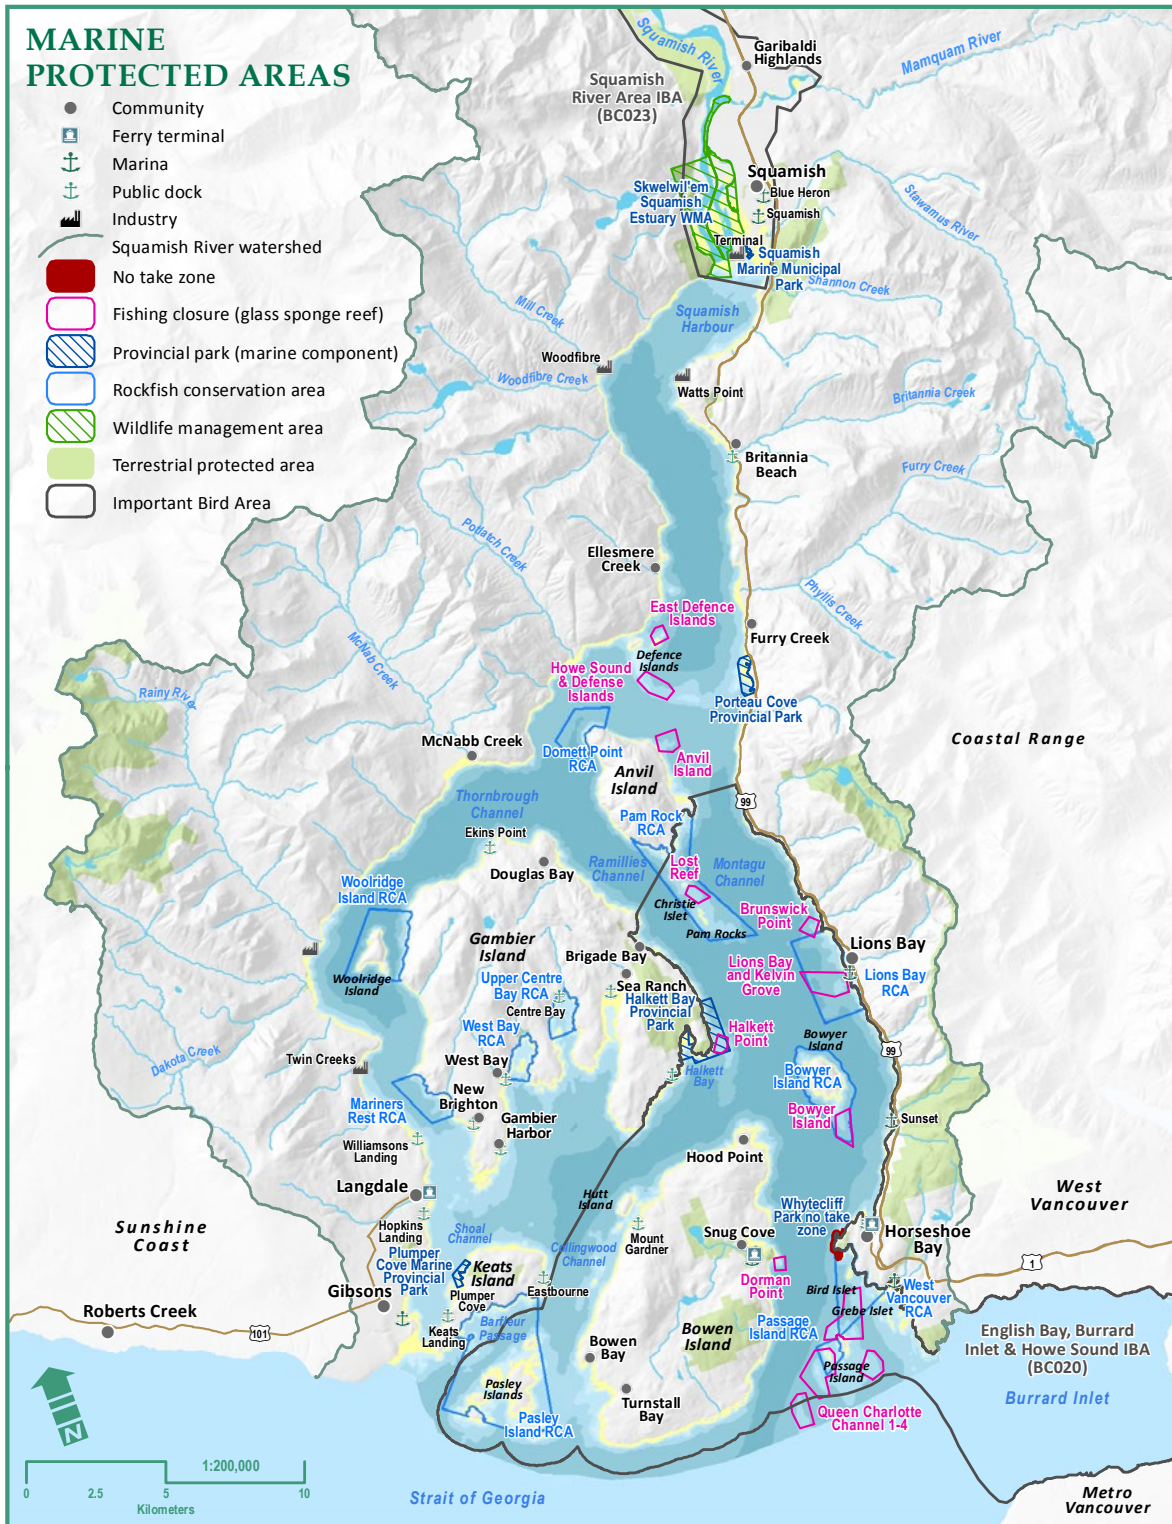 MARINE
PROTECTED AREAS
Community
Ferry terminal
Marina
Public dock
Industry
Squamish River watershed
No take zone
Fishing closure (glass sponge reef)
Provincial park (marine component)
Rockfish conservation area
Wildlife management area
Terrestrial protected area
Important Bird Area
Squamish River
Garibaldi
Highlands
Mamquam River
Squamish
River Area IBA
(BC023)
Squamish
Blue Heron
Squamish
Skwelwil'em
Squamish
Estuary WMA
Stawamus River
Terminal
Squamish
Marine Municipal
Park
Shannon Creek
Mill Creek
Squamish
Harbour
Woodfibre
Woodfibre Creek
Watts Point
Britannia Creek
Britannia
Beach
Furry Creek
Potlatch Creek
Ellesmere
Creek
Phyllis Creek
East Defence
Islands
Furry Creek
Defence
Islands
McNab Creek
Howe Sound
& Defense
Islands
Rainy River
Porteau Cove
Provincial Park
Coastal Range
McNabb Creek
Domett Point
RCA
Anvil
Island
Anvil
Island
99
Thornbrough
Channel
Pam Rock
RCA
Ekins Point
Douglas Bay
Ramillies
Channel
Lost
Reef
Montagu
Channel
Woolridge
Island RCA
Christie
Islet
Brunswick
Point
Pam Rocks
Gambier
Island
Brigade Bay
Lions Bay
Lions Bay
and Kelvin
Grove
Lions Bay
RCA
Woolridge
Island
Upper Centre
Bay RCA
Centre Bay
Sea Ranch
Halkett Bay
Provincial
Park
Halkett
Point
West Bay
RCA
Bowyer
Island
99
Dakota Creek
Twin Creeks
West Bay
Halkett
Bay
Bowyer
Island RCA
Mariners
Rest RCA
New
Brighton
Bowyer
Island
Gambier
Harbor
Sunset
Williamsons
Landing
Hood Point
Langdale
Hutt
Island
Whytecliff
Park no take
zone
West
Vancouver
Sunshine
Coast
Hopkins
Landing
Shoal
Channel
Mount
Gardner
Snug Cove
Horseshoe
Bay
Collingwood
Channel
Plumper
Cove Marine
Provincial
Park
Keats
Island
1
Dorman
Point
Plumper
Cove
Eastbourne
Bird Islet
West
Vancouver
RCA
Gibsons
Grebe Islet
Roberts Creek
101
Keats
Landing
Barfleur
Passage
Passage
Island RCA
Bowen
Island
English Bay, Burrard
Inlet & Howe Sound IBA
(BC020)
Bowen
Bay
Passage
Island
Pasley
Islands
Burrard Inlet
Turnstall
Bay
Pasley
Island RCA
Queen Charlotte
Channel 1-4
N
1:200,000
0
2.5
5
10
Kilometers
Strait of Georgia
Metro
Vancouver